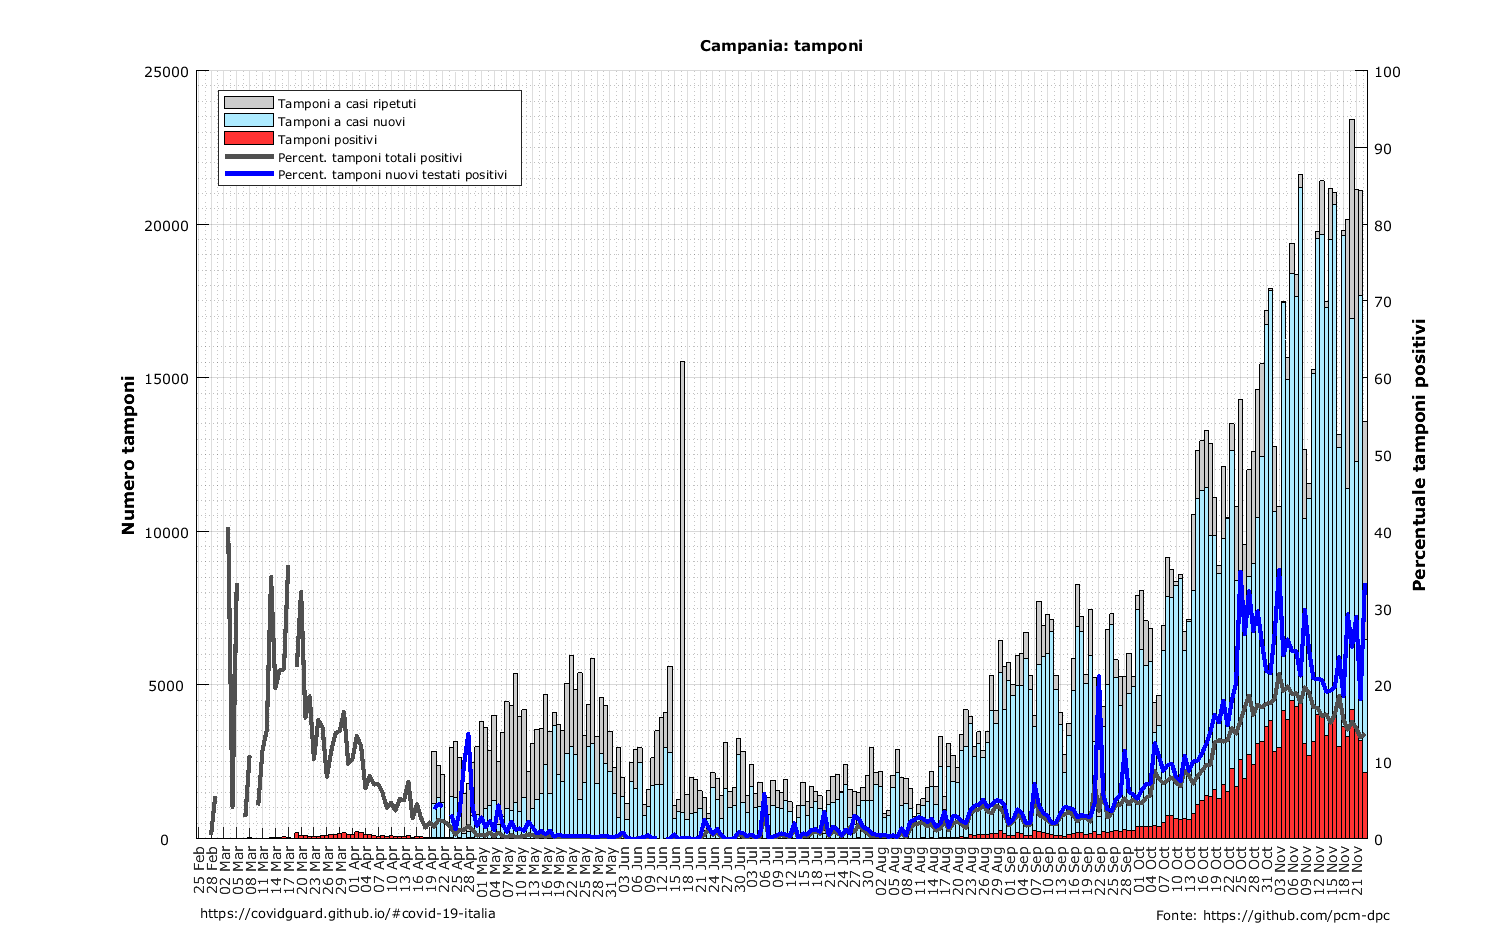 Campania: tamponi
25000
20000
15000
10000
5000
0
Numero tamponi
Tamponi a casi ripetuti
Tamponi a casi nuovi
Tamponi positivi
Percent. tamponi totali positivi
Percent. tamponi nuovi testati positivi
100
90
80
70
60
50
40
30
20
10
0
Percentuale tamponi positivi
25 Feb
28 Feb
02 Mar
05 Mar
08 Mar
11 Mar
14 Mar
17 Mar
20 Mar
23 Mar
26 Mar
29 Mar
01 Apr
04 Apr
07 Apr
10 Apr
13 Apr
16 Apr
19 Apr
22 Apr
25 Apr
28 Apr
01 May
04 May
07 May
10 May
13 May
16 May
19 May
22 May
25 May
28 May
31 May
03 Jun
06 Jun
09 Jun
12 Jun
15 Jun
18 Jun
21 Jun
24 Jun
27 Jun
30 Jun
03 Jul
06 Jul
09 Jul
12 Jul
15 Jul
18 Jul
21 Jul
24 Jul
27 Jul
30 Jul
02 Aug
05 Aug
08 Aug
11 Aug
14 Aug
17 Aug
20 Aug
23 Aug
26 Aug
29 Aug
01 Sep
04 Sep
07 Sep
10 Sep
13 Sep
16 Sep
19 Sep
22 Sep
25 Sep
28 Sep
01 Oct
04 Oct
07 Oct
10 Oct
13 Oct
16 Oct
19 Oct
22 Oct
25 Oct
28 Oct
31 Oct
03 Nov
06 Nov
09 Nov
12 Nov
15 Nov
18 Nov
21 Nov
https://covidguard.github.io/#covid-19-italia
Fonte: https://github.com/pcm-dpc